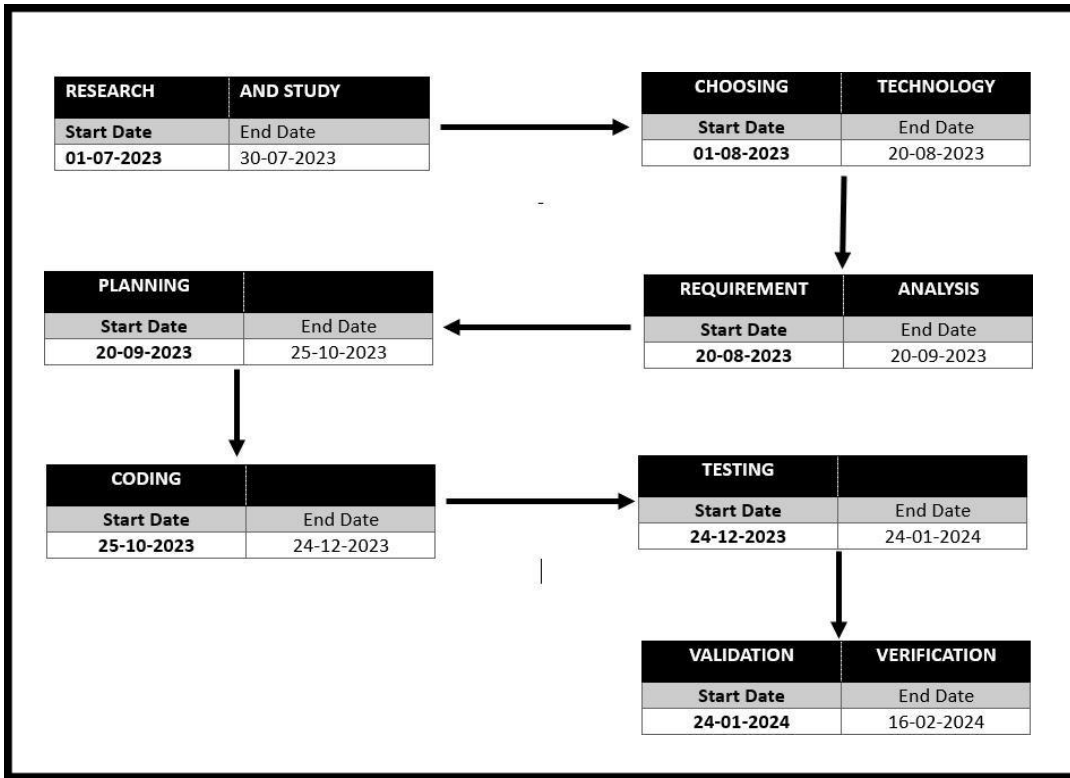 RESEARCH AND STUDY
Start Date End Date
01-07-2023 30-07-2023
CHOOSING TECHNOLOGY
Start Date End Date
01-08-2023 20-08-2023
-
REQUIREMENT ANALYSIS
Start Date End Date
20-08-2023 20-09-2023
PLANNING
Start Date End Date
20-09-2023 25-10-2023
CODING
Start Date End Date
25-10-2023 24-12-2023
TESTING
Start Date End Date
24-12-2023 24-01-2024
VALIDATION VERIFICATION
Start Date End Date
24-01-2024 16-02-2024